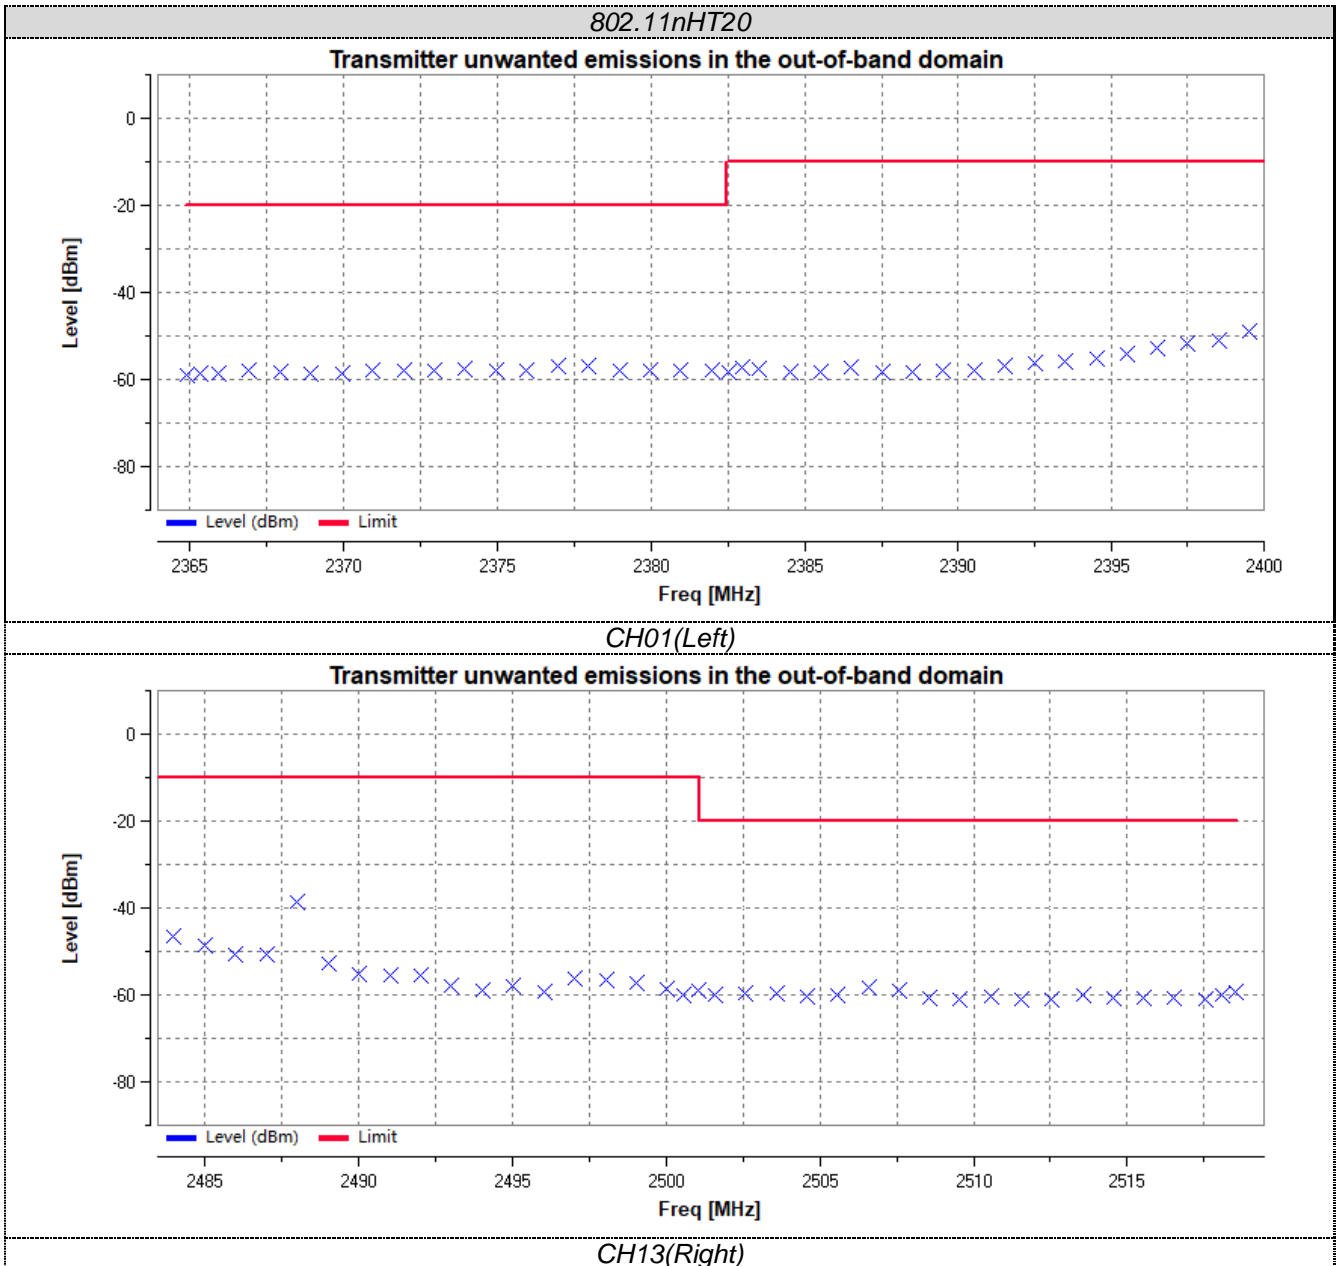 802.11nHT20
Transmitter unwanted emissions in the out-of-band domain
0
-20
-40
-60
-80
Level [dBm]
Level (dBm) Limit
2365 2370 2375 2380 2385 2390 2395 2400
Freq [MHz]
CH01(Left)
Transmitter unwanted emissions in the out-of-band domain
0
-20
-40
-60
-80
Level [dBm]
Level (dBm) Limit
2485 2490 2495 2500 2505 2510 2515
Freq [MHz]
CH13(Right)